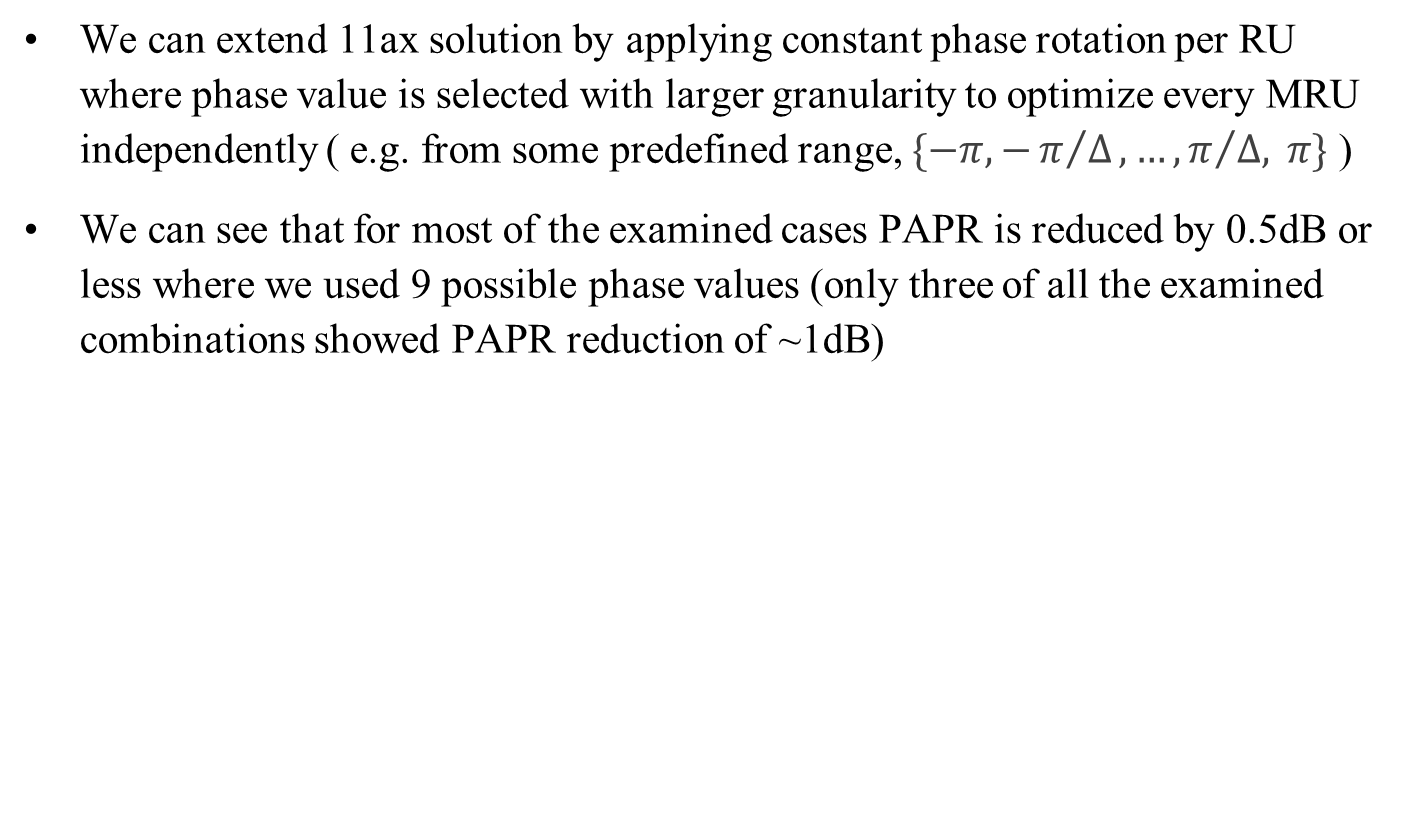 • We can extend 11ax solution by applying constant phase rotation per RU
where phase value is selected with larger granularity to optimize every MRU
independently ( e.g. from some predefined range, {−π, − π/Δ , … , π/Δ, π} )
• We can see that for most of the examined cases PAPR is reduced by 0.5dB or
less where we used 9 possible phase values (only three of all the examined
combinations showed PAPR reduction of ~1dB)